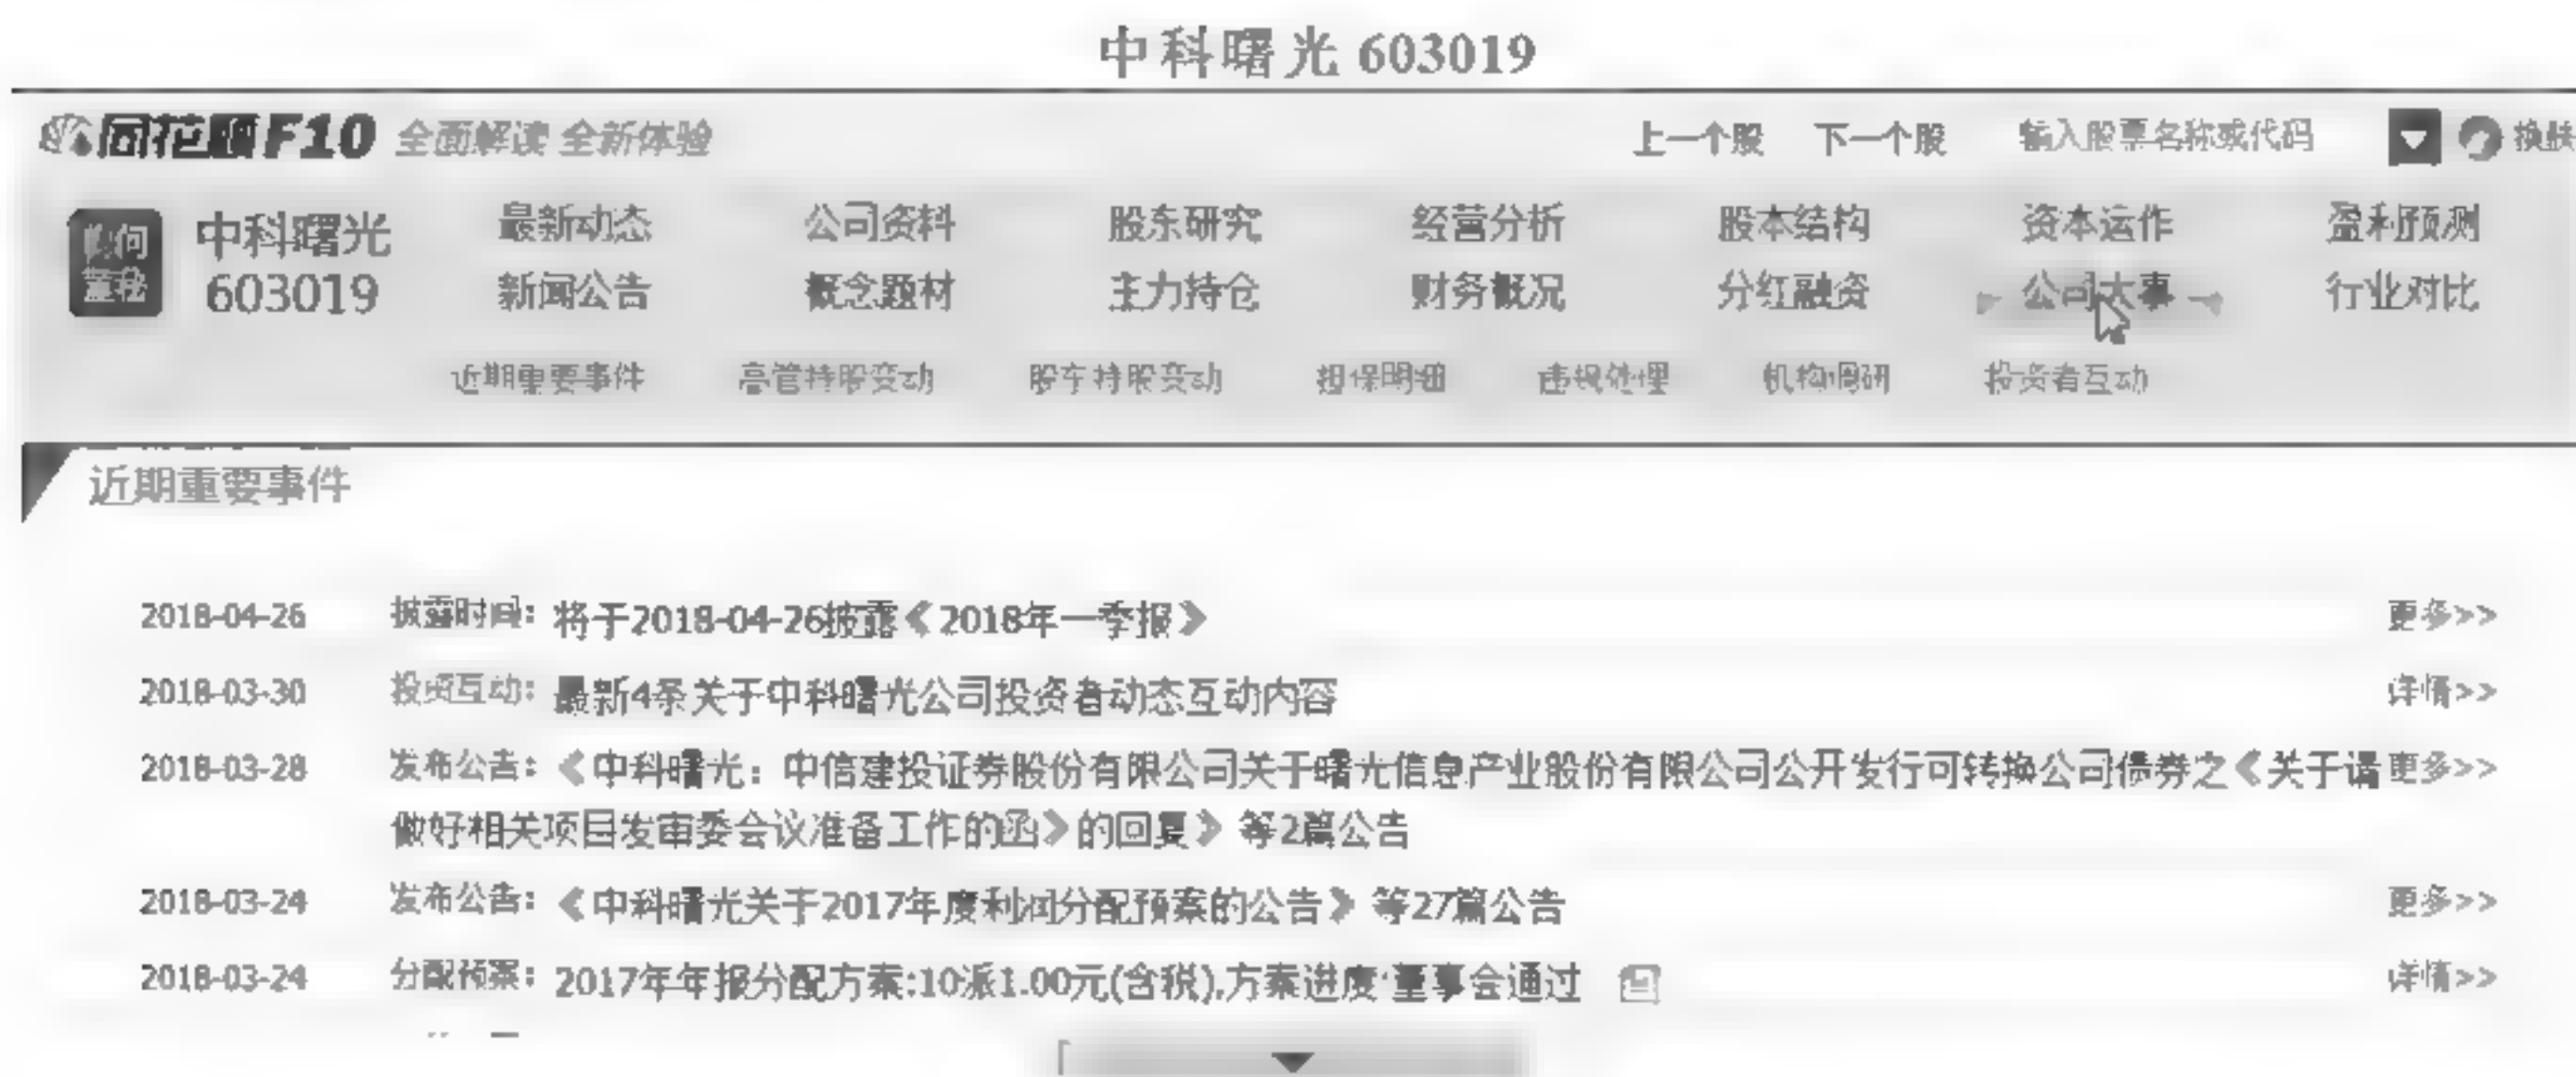 中科曙光 603019
同花顺F10 全面解读 全新体验 上一个股 下一个股 输入股票名称或代码 换肤
中科曙光 最新动态 公司资料 股东研究 经营分析 股本结构 资本运作 盈利预测
董秘
603019 新闻公告 概念题材 主力持仓 财务概况 分红融资 公司大事 行业对比
近期重要事件 高管持股变动 股东持股变动 担保明细 违规处理 机构调研 投资者互动
近期重要事件
2018-04-26 披露时间: 将于2018-04-26披露《2018年一季报》 更多>>
2018-03-30 投资互动: 最新4条关于中科曙光公司投资者动态互动内容 详情>>
2018-03-28 发布公告: 《中科曙光：中信建投证券股份有限公司关于曙光信息产业股份有限公司公开发行可转换公司债券之《关于请 更多>>
做好相关项目发审委会议准备工作的函》的回复》等2篇公告
2018-03-24 发布公告: 《中科曙光关于2017年度利润分配预案的公告》等27篇公告 更多>>
2018-03-24 分配预案: 2017年年报分配方案:10派1.00元(含税),方案进度:董事会通过 详情>>